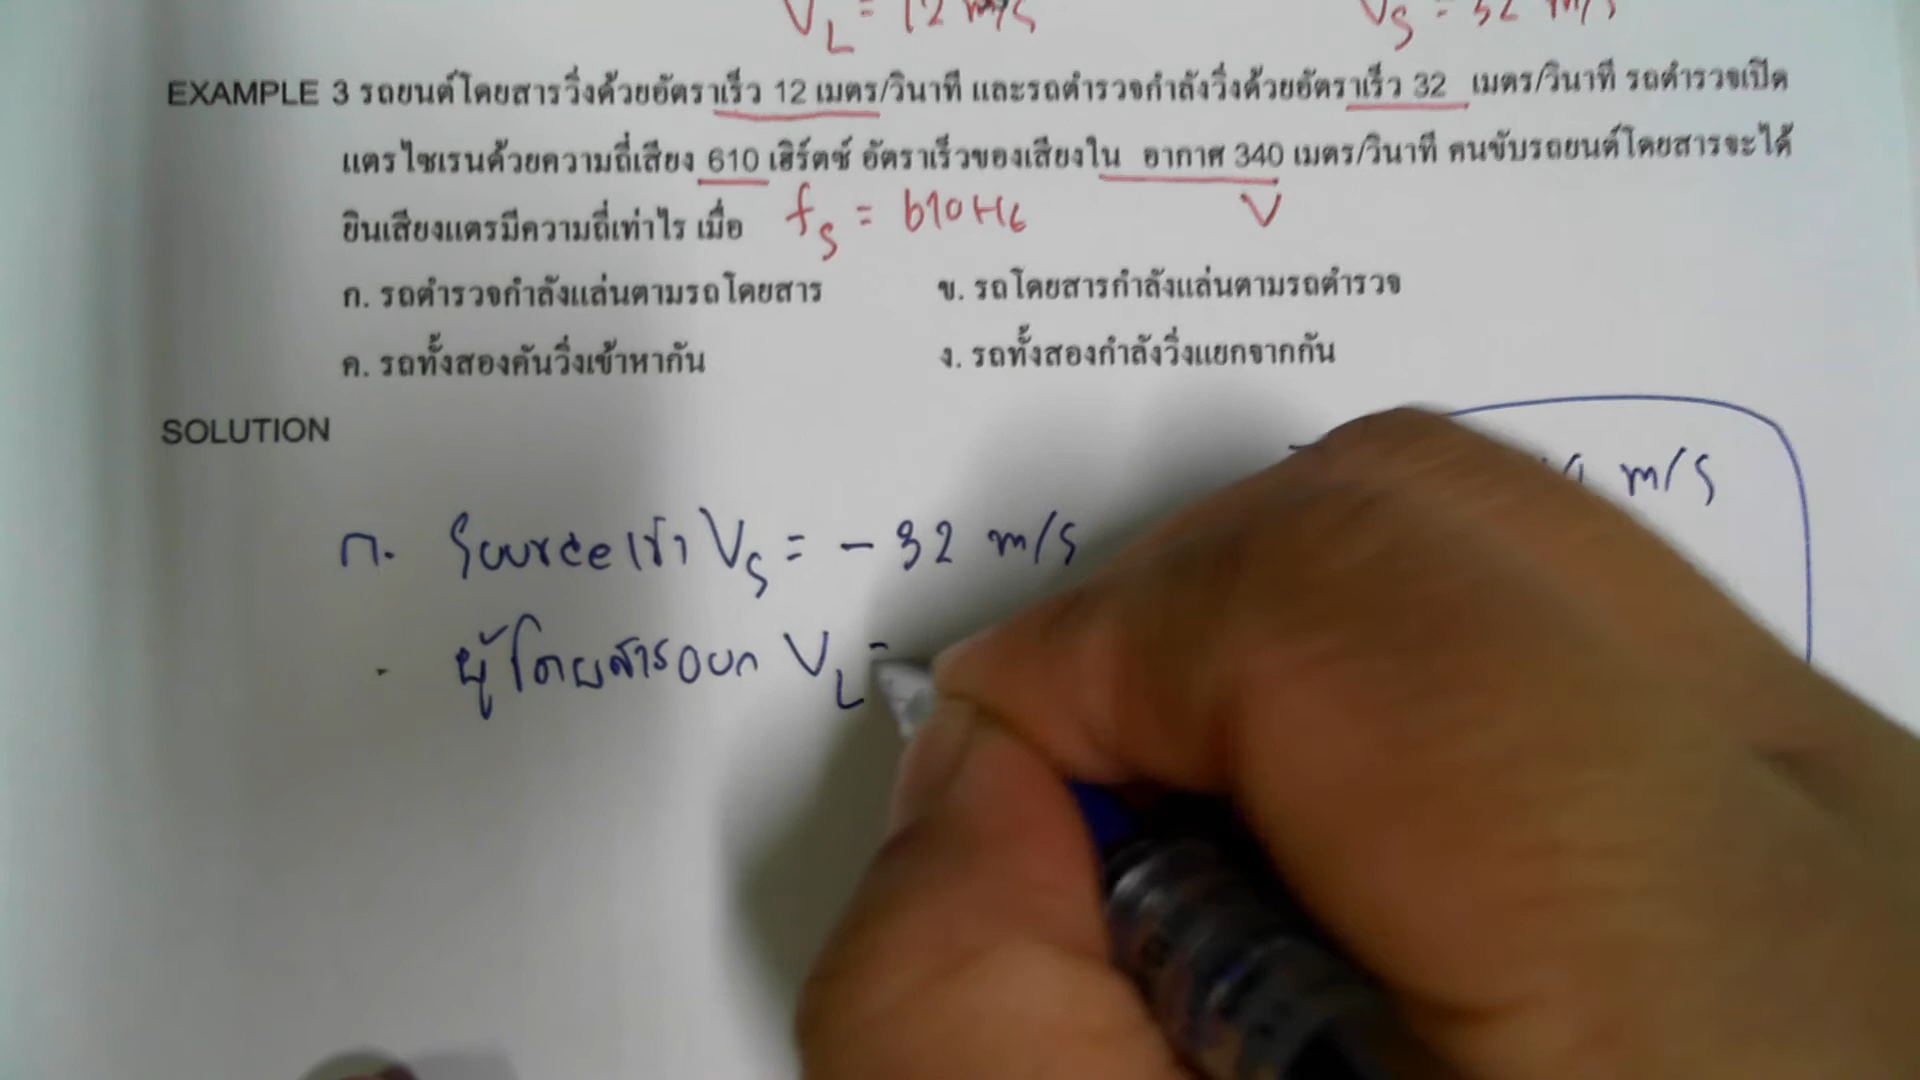 V_L = 12 m/s V_S = 32 m/s
EXAMPLE 3 รถยนต์โดยสารวิ่งด้วยอัตราเร็ว 12 เมตร/วินาที และรถตำรวจกำลังวิ่งด้วยอัตราเร็ว 32 เมตร/วินาที รถตำรวจเปิด
แตรไซเรนด้วยความถี่เสียง 610 เฮิร์ตซ์ อัตราเร็วของเสียงใน อากาศ 340 เมตร/วินาที คนขับรถยนต์โดยสารจะได้
ยินเสียงแตรมีความถี่เท่าไร เมื่อ f_S = 610 Hz V
ก. รถตำรวจกำลังแล่นตามรถโดยสาร ข. รถโดยสารกำลังแล่นตามรถตำรวจ
ค. รถทั้งสองคันวิ่งเข้าหากัน ง. รถทั้งสองกำลังวิ่งแยกจากกัน
SOLUTION
m/s
ก. Source เข้า V_S = - 32 m/s
ผู้โดยสารออก V_L =